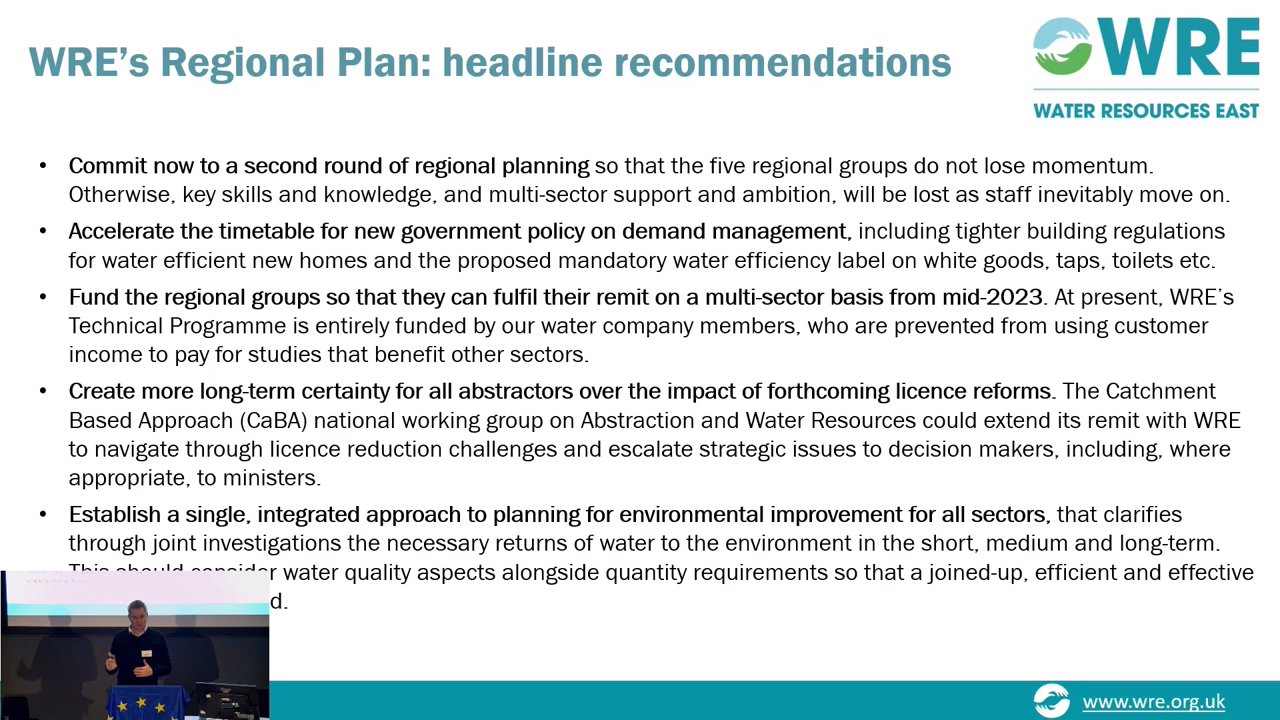 WRE's Regional Plan: headline recommendations
WRE
WATER RESOURCES EAST
• Commit now to a second round of regional planning so that the five regional groups do not lose momentum.
Otherwise, key skills and knowledge, and multi-sector support and ambition, will be lost as staff inevitably move on.
• Accelerate the timetable for new government policy on demand management, including tighter building regulations
for water efficient new homes and the proposed mandatory water efficiency label on white goods, taps, toilets etc.
• Fund the regional groups so that they can fulfil their remit on a multi-sector basis from mid-2023. At present, WRE's
Technical Programme is entirely funded by our water company members, who are prevented from using customer
income to pay for studies that benefit other sectors.
• Create more long-term certainty for all abstractors over the impact of forthcoming licence reforms. The Catchment
Based Approach (CaBA) national working group on Abstraction and Water Resources could extend its remit with WRE
to navigate through licence reduction challenges and escalate strategic issues to decision makers, including, where
appropriate, to ministers.
• Establish a single, integrated approach to planning for environmental improvement for all sectors, that clarifies
through joint investigations the necessary returns of water to the environment in the short, medium and long-term.
This should consider water quality aspects alongside quantity requirements so that a joined-up, efficient and effective
d.
www.wre.org.uk